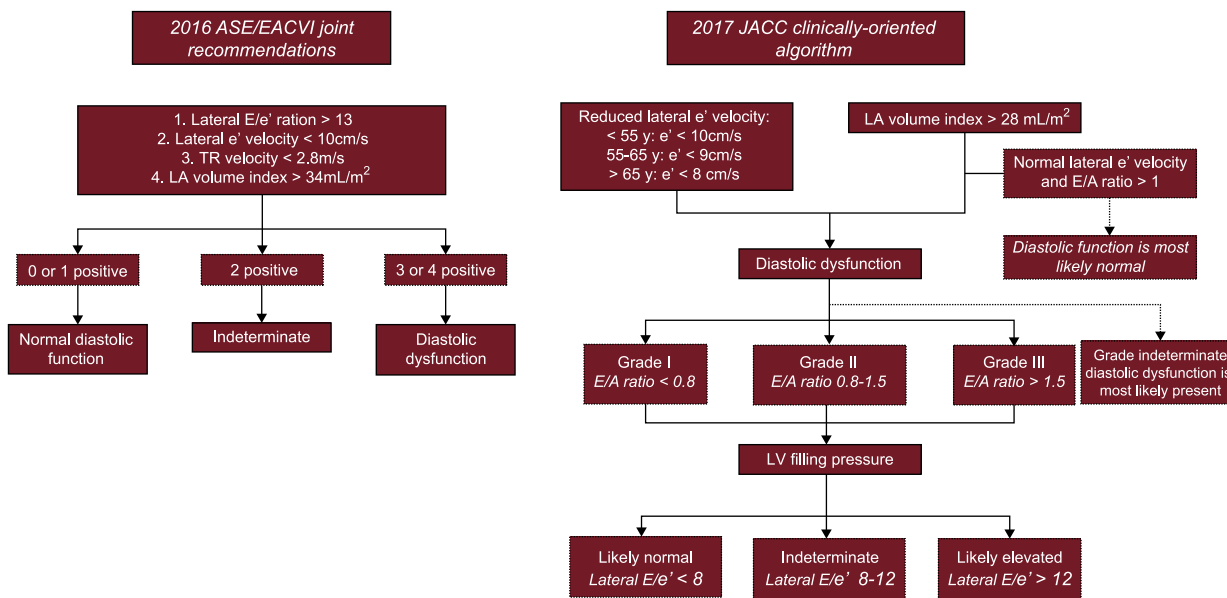 2016 ASE/EACVI joint
recommendations
1. Lateral E/e' ration > 13
2. Lateral e' velocity < 10cm/s
3. TR velocity < 2.8m/s
4. LA volume index > 34mL/m²
0 or 1 positive
2 positive
3 or 4 positive
Normal diastolic
function
Indeterminate
Diastolic
dysfunction
2017 JACC clinically-oriented
algorithm
Reduced lateral e' velocity:
< 55 y: e' < 10cm/s
55-65 y: e' < 9cm/s
> 65 y: e' < 8 cm/s
LA volume index > 28 mL/m²
Normal lateral e' velocity
and E/A ratio > 1
Diastolic function is most
likely normal
Diastolic dysfunction
Grade I
E/A ratio < 0.8
Grade II
E/A ratio 0.8-1.5
Grade III
E/A ratio > 1.5
Grade indeterminate,
diastolic dysfunction is
most likely present
LV filling pressure
Likely normal
Lateral E/e' < 8
Indeterminate
Lateral E/e' 8-12
Likely elevated
Lateral E/e' > 12